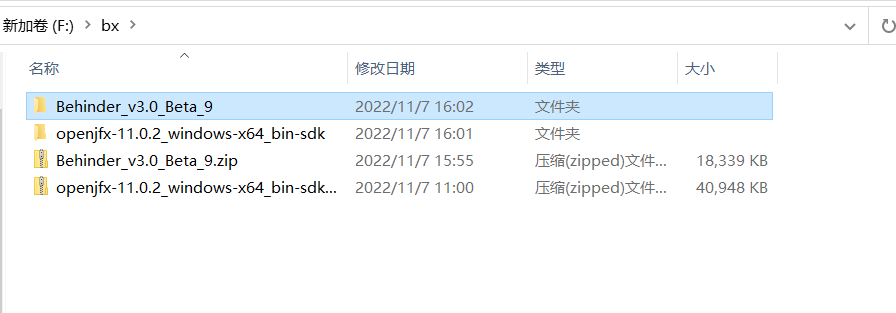 新加卷 (F:) > bx >
名称 修改日期 类型 大小
Behinder_v3.0_Beta_9 2022/11/7 16:02 文件夹
openjfx-11.0.2_windows-x64_bin-sdk 2022/11/7 16:01 文件夹
Behinder_v3.0_Beta_9.zip 2022/11/7 15:55 压缩(zipped)文件... 18,339 KB
openjfx-11.0.2_windows-x64_bin-sdk... 2022/11/7 11:00 压缩(zipped)文件... 40,948 KB